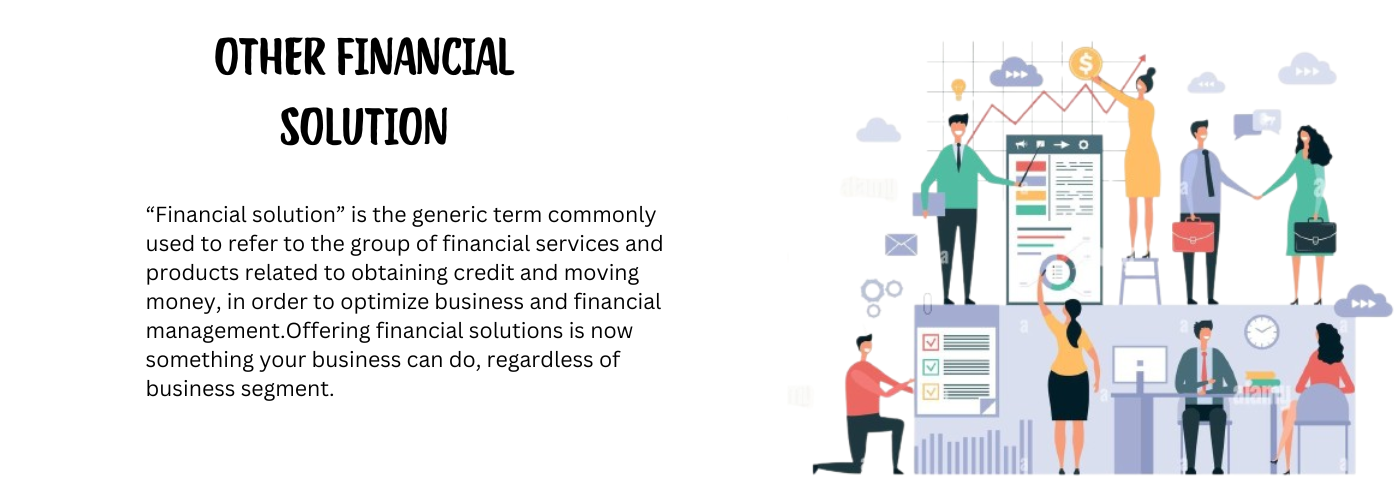 OTHER FINANCIAL
SOLUTION
“Financial solution” is the generic term commonly
used to refer to the group of financial services and
products related to obtaining credit and moving
money, in order to optimize business and financial
management.Offering financial solutions is now
something your business can do, regardless of
business segment.
alamy